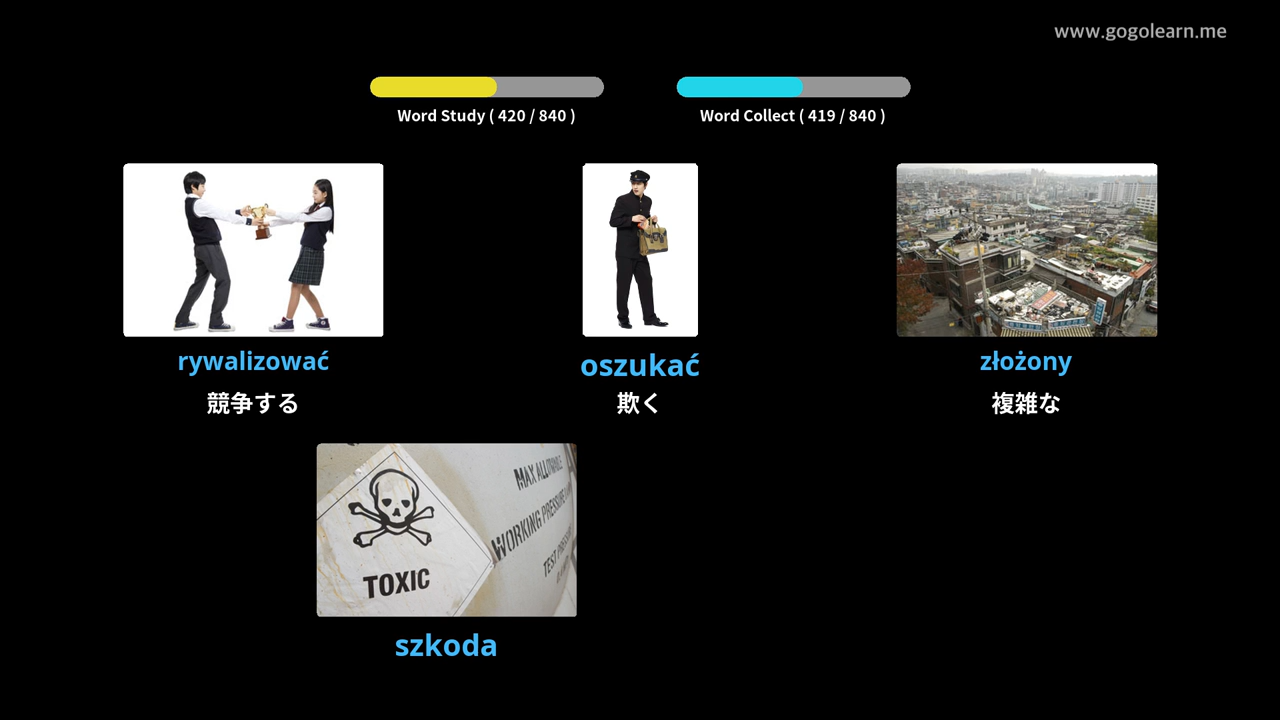 www.gogolearn.me
Word Study ( 420 / 840 )
Word Collect ( 419 / 840 )
rywalizować
競争する
oszukać
欺く
złożony
複雑な
MAX ALLOWABLE
WORKING PRESSURE
TEST PRESSURE
TOXIC
szkoda